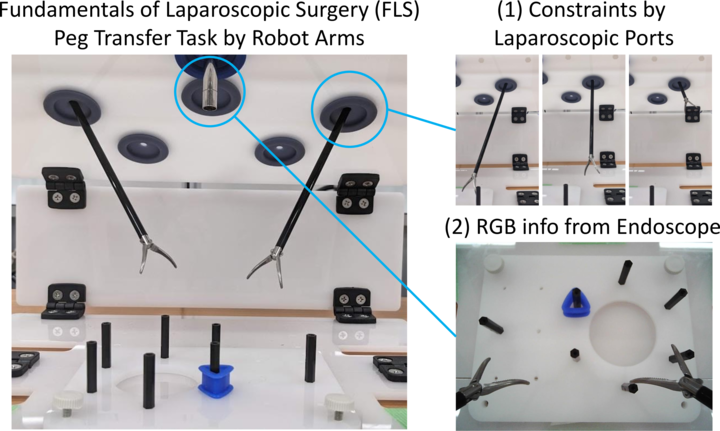 Fundamentals of Laparoscopic Surgery (FLS)
Peg Transfer Task by Robot Arms
(1) Constraints by
Laparoscopic Ports
(2) RGB info from Endoscope